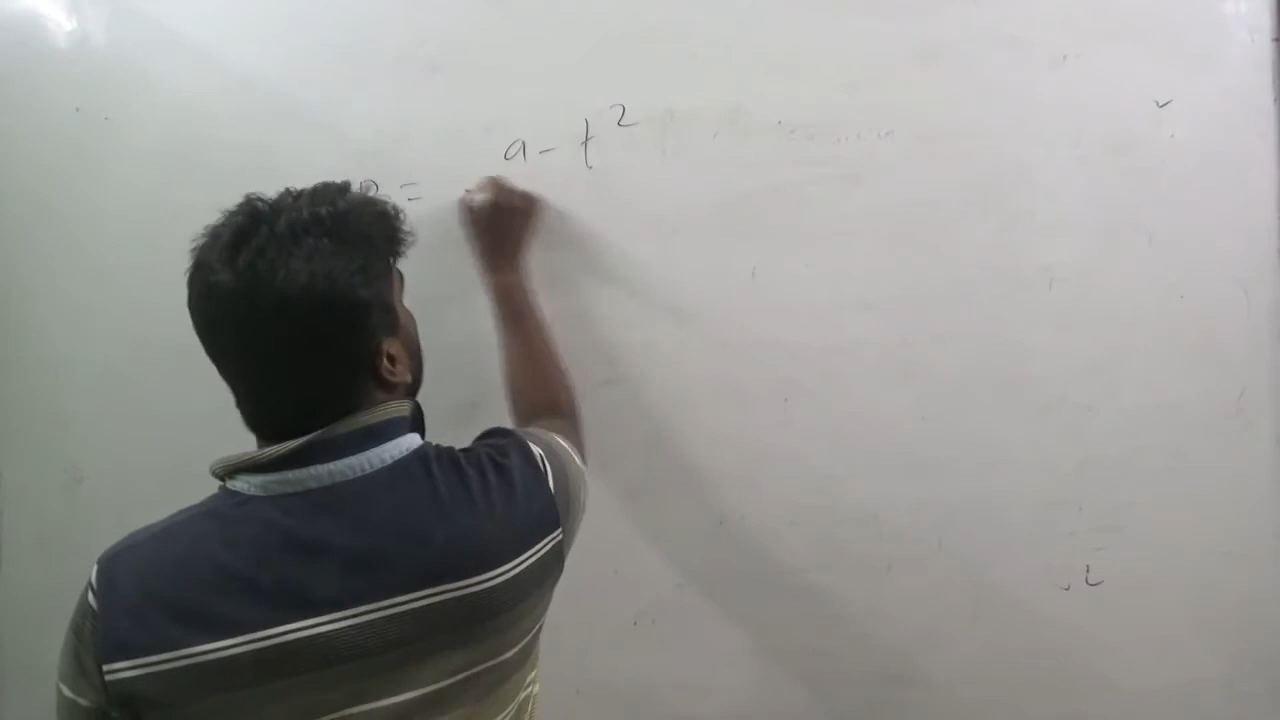 a - t²
P =